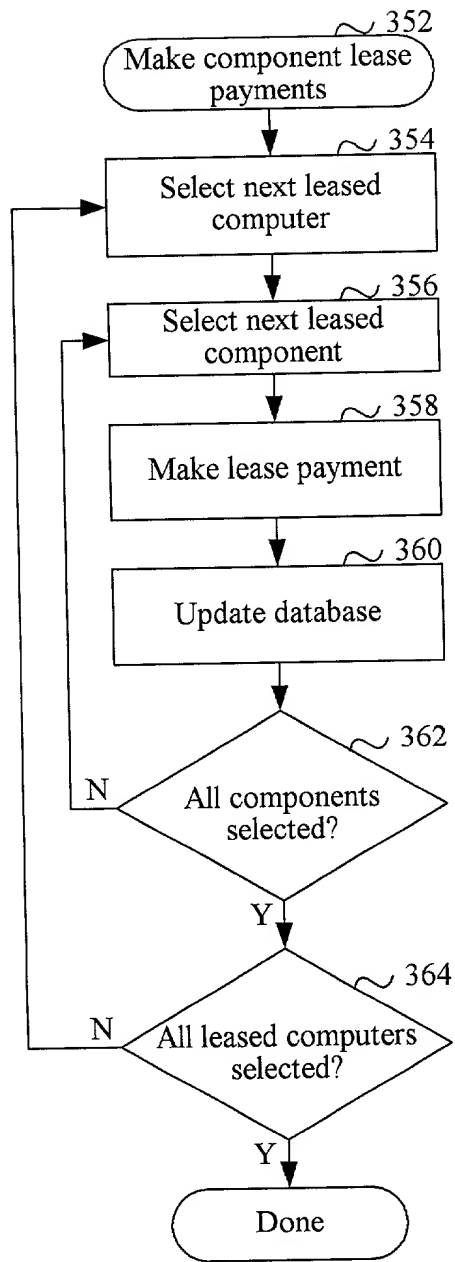 352
Make component lease
payments
354
Select next leased
computer
356
Select next leased
component
358
Make lease payment
360
Update database
362
All components
selected?
N
Y
364
All leased computers
selected?
N
Y
Done